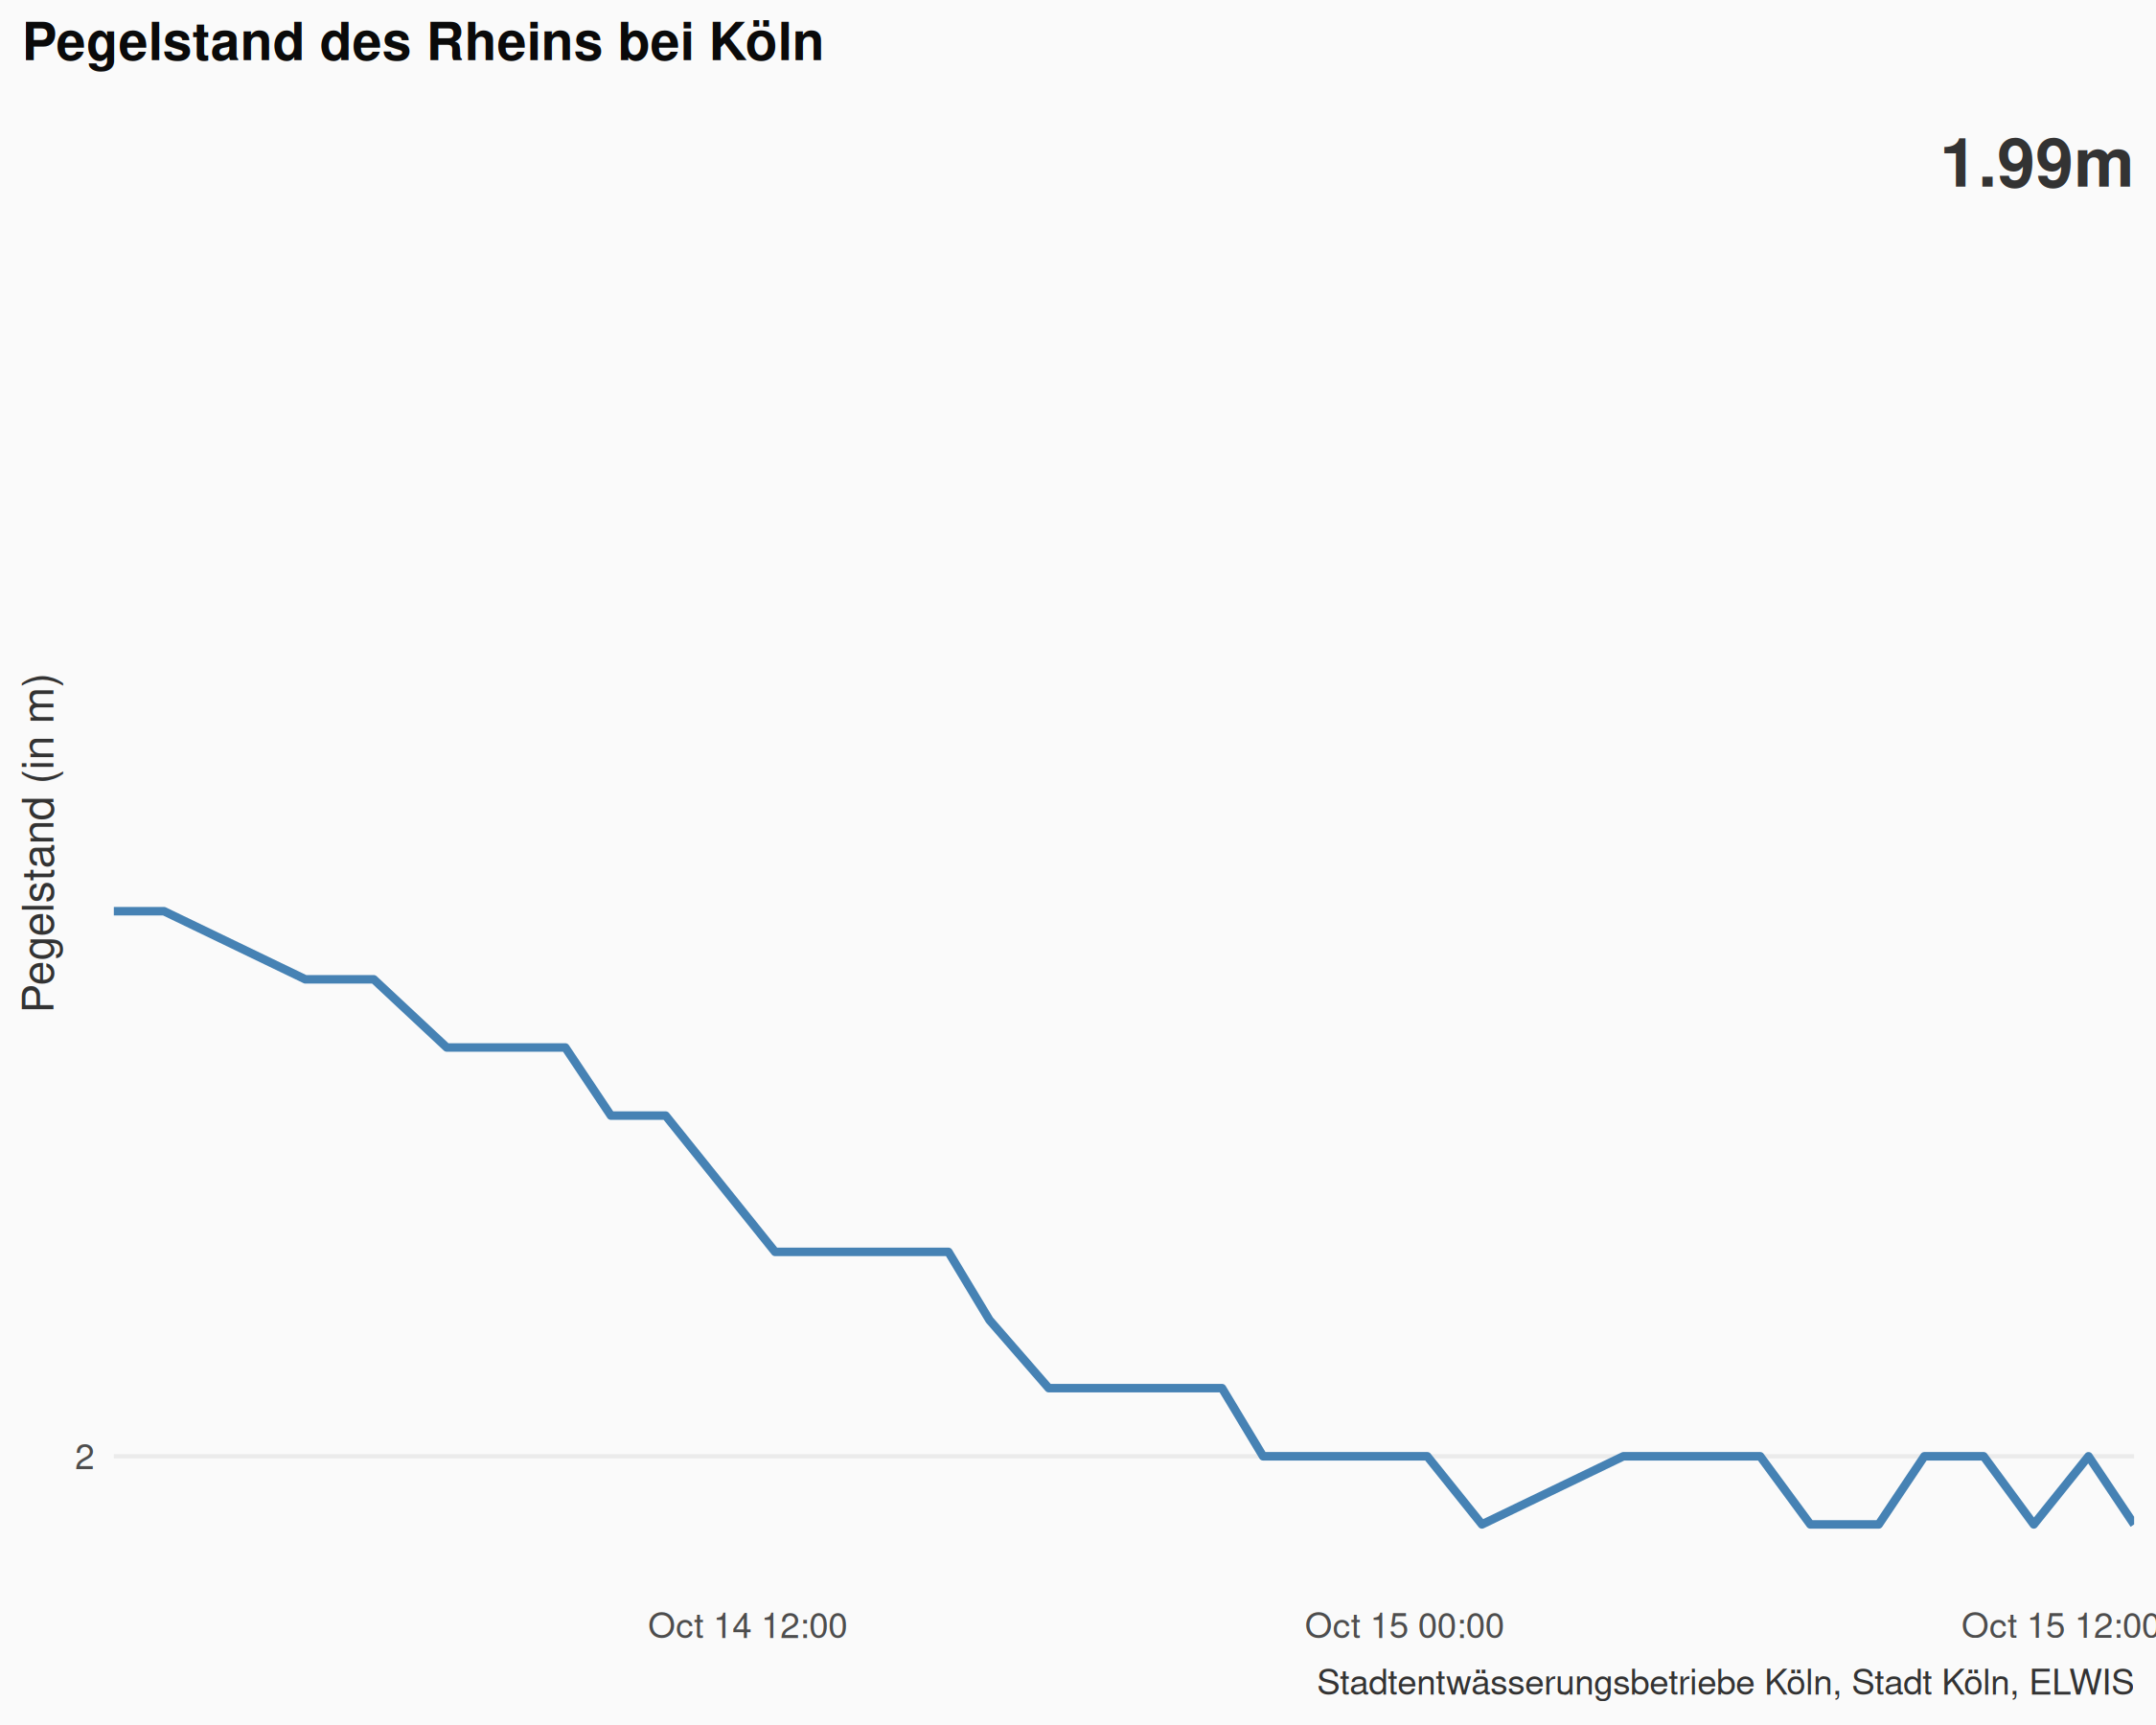 Pegelstand des Rheins bei Köln
1.99m
Pegelstand (in m)
2
Oct 14 12:00
Oct 15 00:00
Oct 15 12:00
Stadtentwässerungsbetriebe Köln, Stadt Köln, ELWIS